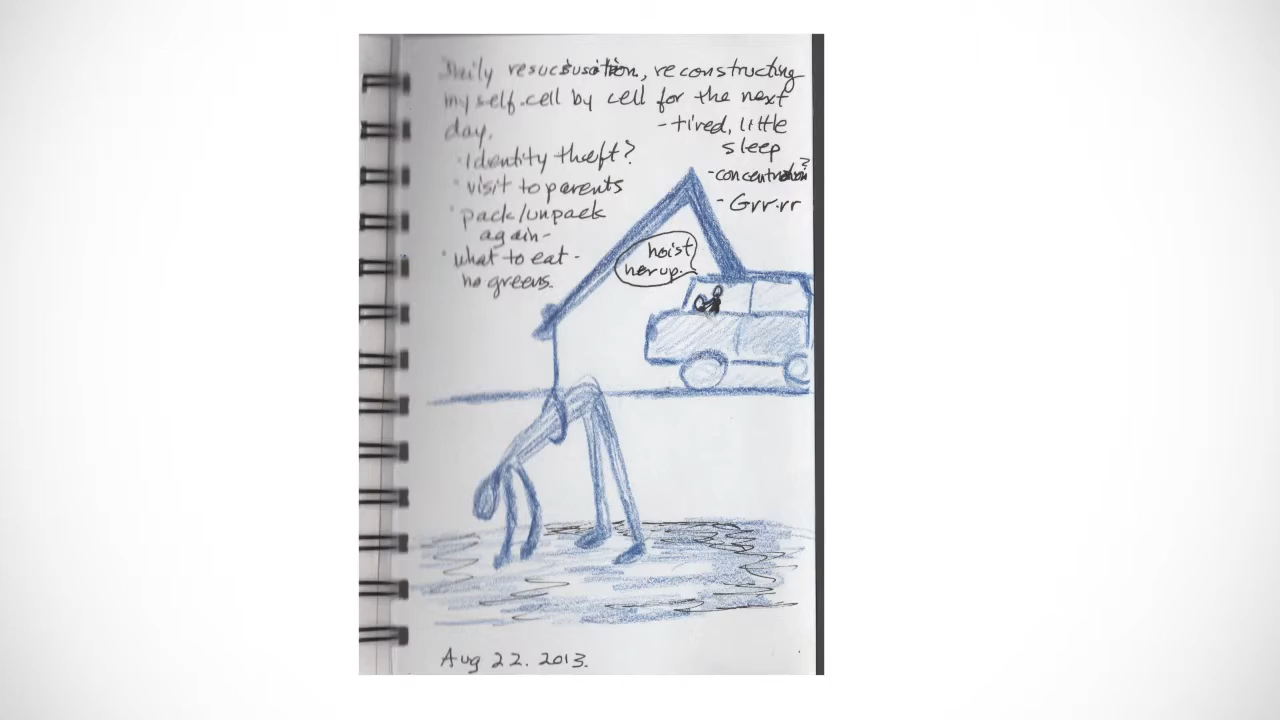 Daily resucsusition, reconstructing
myself-cell by cell for the next
day.
- tired, little
sleep
- concentration?
- Grr.rr
· Identity theft?
· visit to parents
· pack/unpack
again-
· what to eat -
no greens.
hoist
her up.
Aug 22. 2013.